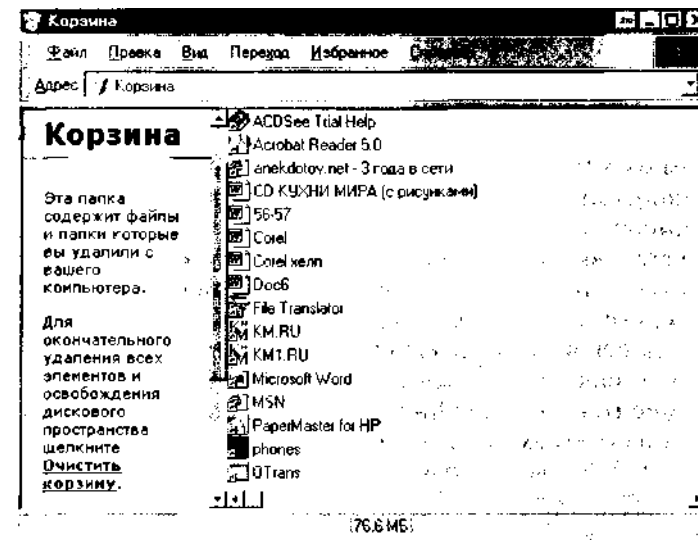 Корзина
Файл Правка Вид Переход Избранное
Адрес Корзина
Корзина
Эта папка
содержит файлы
и папки которые
вы удалили с
вашего
компьютера.
Для
окончательного
удаления всех
элементов и
освобождения
дискового
пространства
щелкните
Очистить
корзину.
ACDSee Trial Help
Acrobat Reader 5.0
anekdotov.net - 3 года в сети
CD КУХНИ МИРА (с рисунками)
56-57
Corel
Corel хелп
Doc6
File Translator
KM.RU
KM1.RU
Microsoft Word
MSN
PaperMaster for HP
phones
QTrans
76,6 МБ